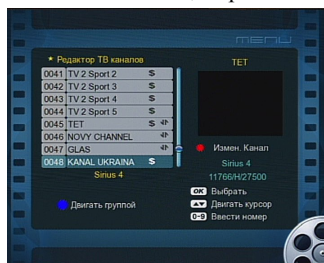 MENU
★ Редактор ТВ каналов
ТЕТ
0041 TV 2 Sport 2 $
0042 TV 2 Sport 3 $
0043 TV 2 Sport 4 $
0044 TV 2 Sport 5 $
0045 TET $
0046 NOVY CHANNEL
0047 GLAS
0048 KANAL UKRAINA $
Sirius 4
Измен. Канал
Sirius 4
11766/H/27500
Двигать группой
OK Выбрать
▲▼ Двигать курсор
0-9 Ввести номер